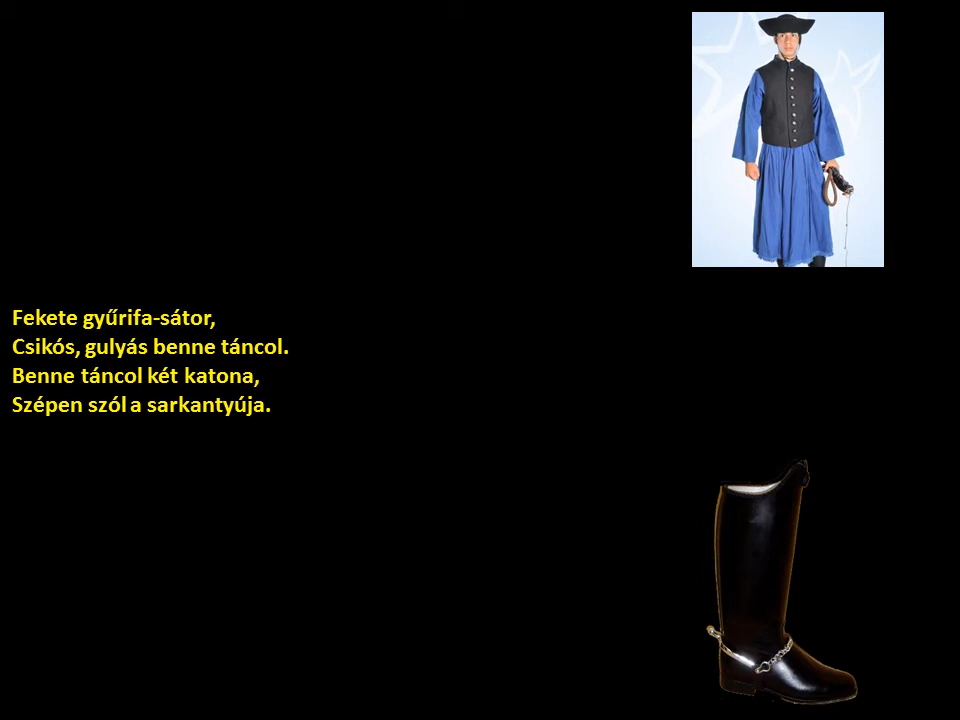 Fekete gyűrifa-sátor,
Csikós, gulyás benne táncol.
Benne táncol két katona,
Szépen szól a sarkantyúja.